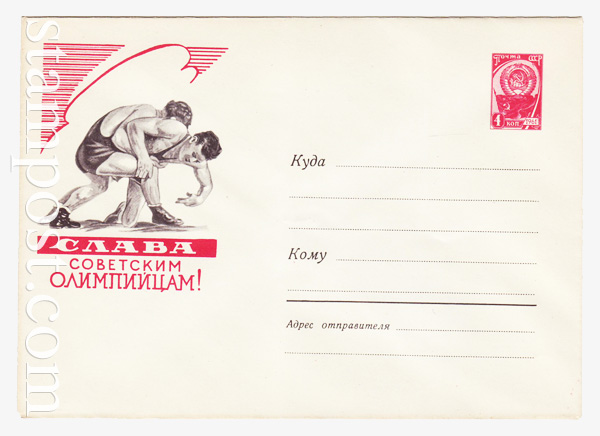 stampost.com
почта СССР
4
коп
СЛАВА
СОВЕТСКИМ
ОЛИМПИЙЦАМ!
Куда
Кому
Адрес отправителя